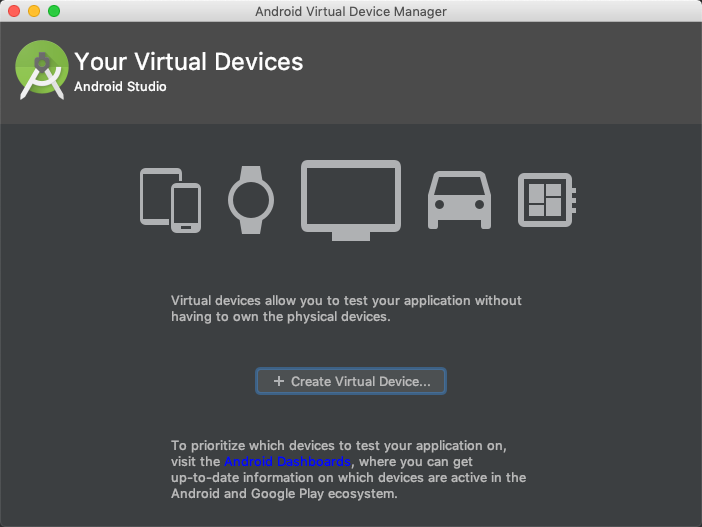 Android Virtual Device Manager
Your Virtual Devices
Android Studio
Virtual devices allow you to test your application without
having to own the physical devices.
+ Create Virtual Device...
To prioritize which devices to test your application on,
visit the Android Dashboards, where you can get
up-to-date information on which devices are active in the
Android and Google Play ecosystem.